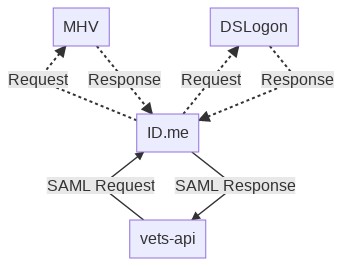 MHV
DSLogon
Request
Response
Request
Response
ID.me
SAML Request
SAML Response
vets-api